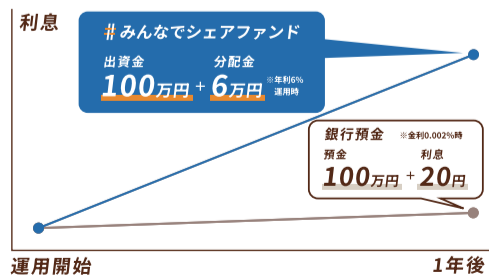 利息
#みんなでシェアファンド
出資金 分配金
100万円 + 6万円 ※年利6%
運用時
銀行預金 ※金利0.002%時
預金 利息
100万円 + 20円
運用開始 1年後